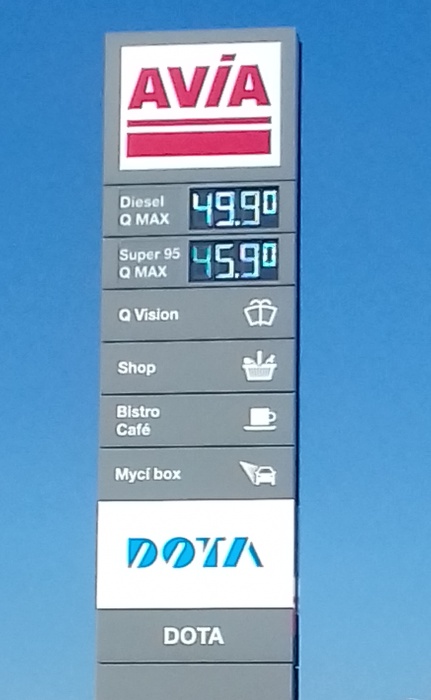 AVIA
Diesel
Q MAX
49.90
Super 95
Q MAX
45.90
Q Vision
Shop
Bistro
Café
Mycí box
DOTA
DOTA